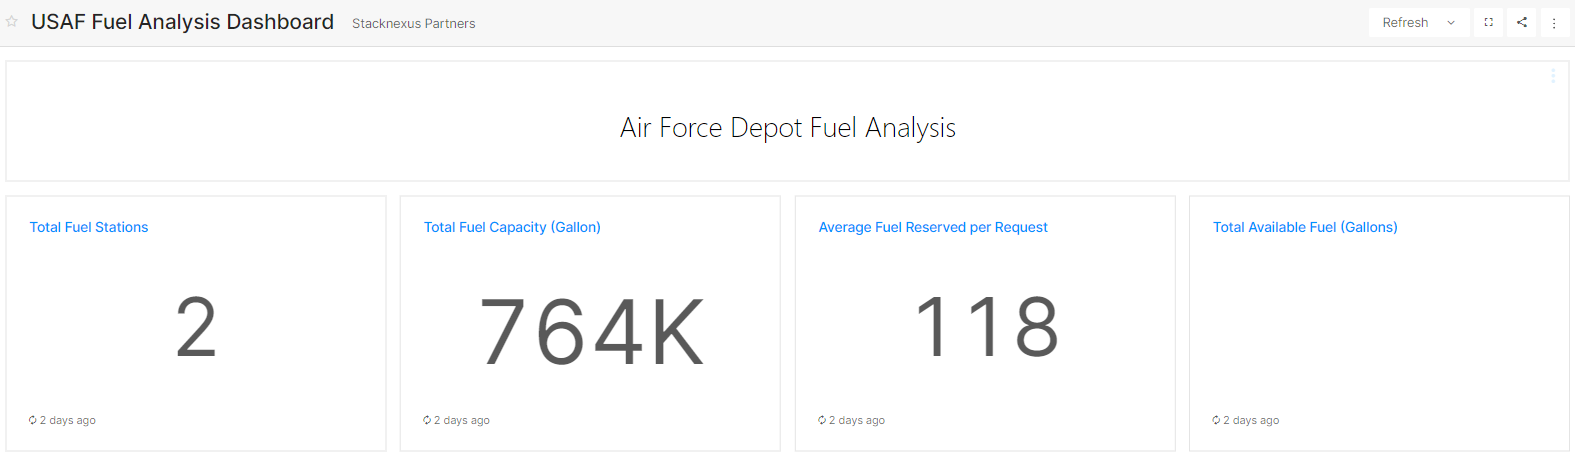 USAF Fuel Analysis Dashboard Stacknexus Partners Refresh
Air Force Depot Fuel Analysis
Total Fuel Stations
2
2 days ago
Total Fuel Capacity (Gallon)
764K
2 days ago
Average Fuel Reserved per Request
118
2 days ago
Total Available Fuel (Gallons)
2 days ago